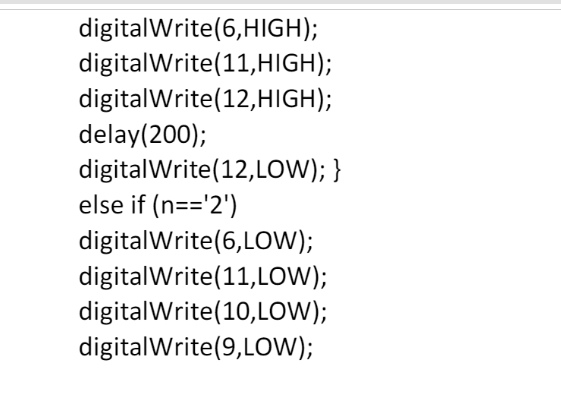 digitalWrite(6,HIGH);
digitalWrite(11,HIGH);
digitalWrite(12,HIGH);
delay(200);
digitalWrite(12,LOW); }
else if (n=='2')
digitalWrite(6,LOW);
digitalWrite(11,LOW);
digitalWrite(10,LOW);
digitalWrite(9,LOW);